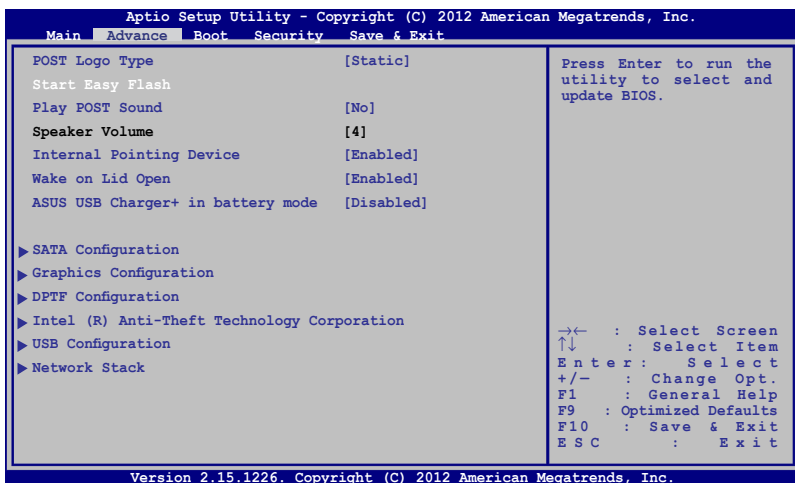 Aptio Setup Utility - Copyright (C) 2012 American Megatrends, Inc.
Main Advance Boot Security Save & Exit
POST Logo Type [Static]
Start Easy Flash
Play POST Sound [No]
Speaker Volume [4]
Internal Pointing Device [Enabled]
Wake on Lid Open [Enabled]
ASUS USB Charger+ in battery mode [Disabled]
SATA Configuration
Graphics Configuration
DPTF Configuration
Intel (R) Anti-Theft Technology Corporation
USB Configuration
Network Stack
Press Enter to run the
utility to select and
update BIOS.
→← : Select Screen
↑↓ : Select Item
Enter: Select
+/— : Change Opt.
F1 : General Help
F9 : Optimized Defaults
F10 : Save & Exit
ESC : Exit
Version 2.15.1226. Copyright (C) 2012 American Megatrends, Inc.